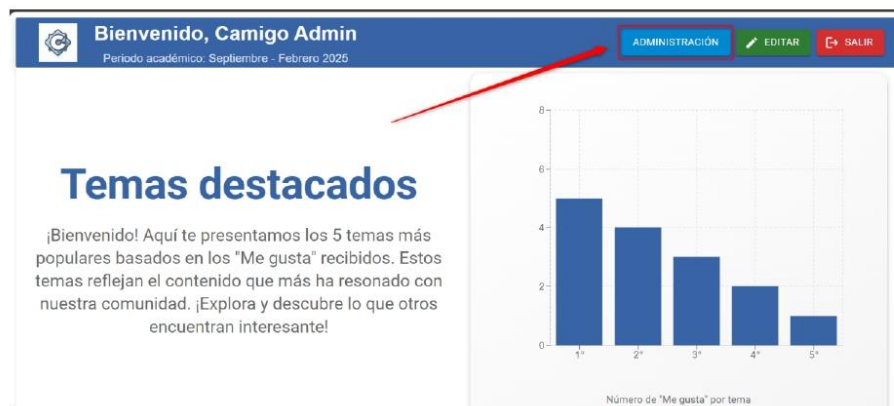 Bienvenido, Camigo Admin
Periodo académico: Septiembre - Febrero 2025
ADMINISTRACIÓN
EDITAR
SALIR
Temas destacados
¡Bienvenido! Aquí te presentamos los 5 temas más
populares basados en los "Me gusta" recibidos. Estos
temas reflejan el contenido que más ha resonado con
nuestra comunidad. ¡Explora y descubre lo que otros
encuentran interesante!
8
6
4
2
0
1° 2° 3° 4° 5°
Número de "Me gusta" por tema